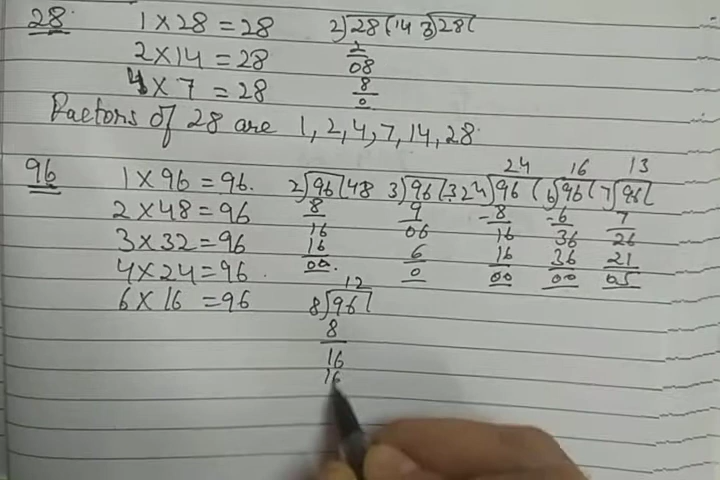 28 1 × 28 = 28 2)28(14 3)28(
2 × 14 = 28 2
08
4 × 7 = 28 8
0
Factors of 28 are 1, 2, 4, 7, 14, 28.
24 16 13
96 1 × 96 = 96. 2)96(48 3)96(32 4)96( 6)96( 7)96(
2 × 48 = 96 8 9 -8 -6 7
16 06 16 36 26
3 × 32 = 96 16 6 16 36 21
4 × 24 = 96. 00. 0 00 00 05
12
6 × 16 = 96 8)96(
8
16
16